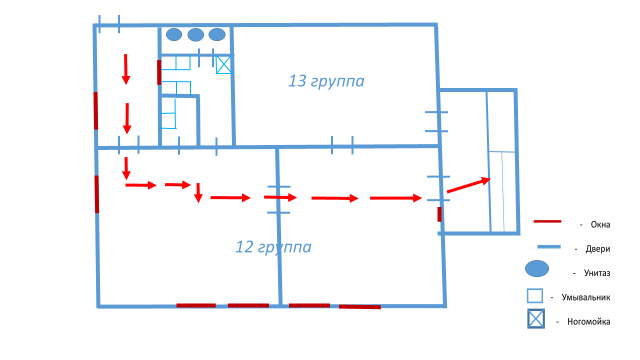 13 группа
12 группа
- Окна
- Двери
- Унитаз
- Умывальник
- Ногомойка